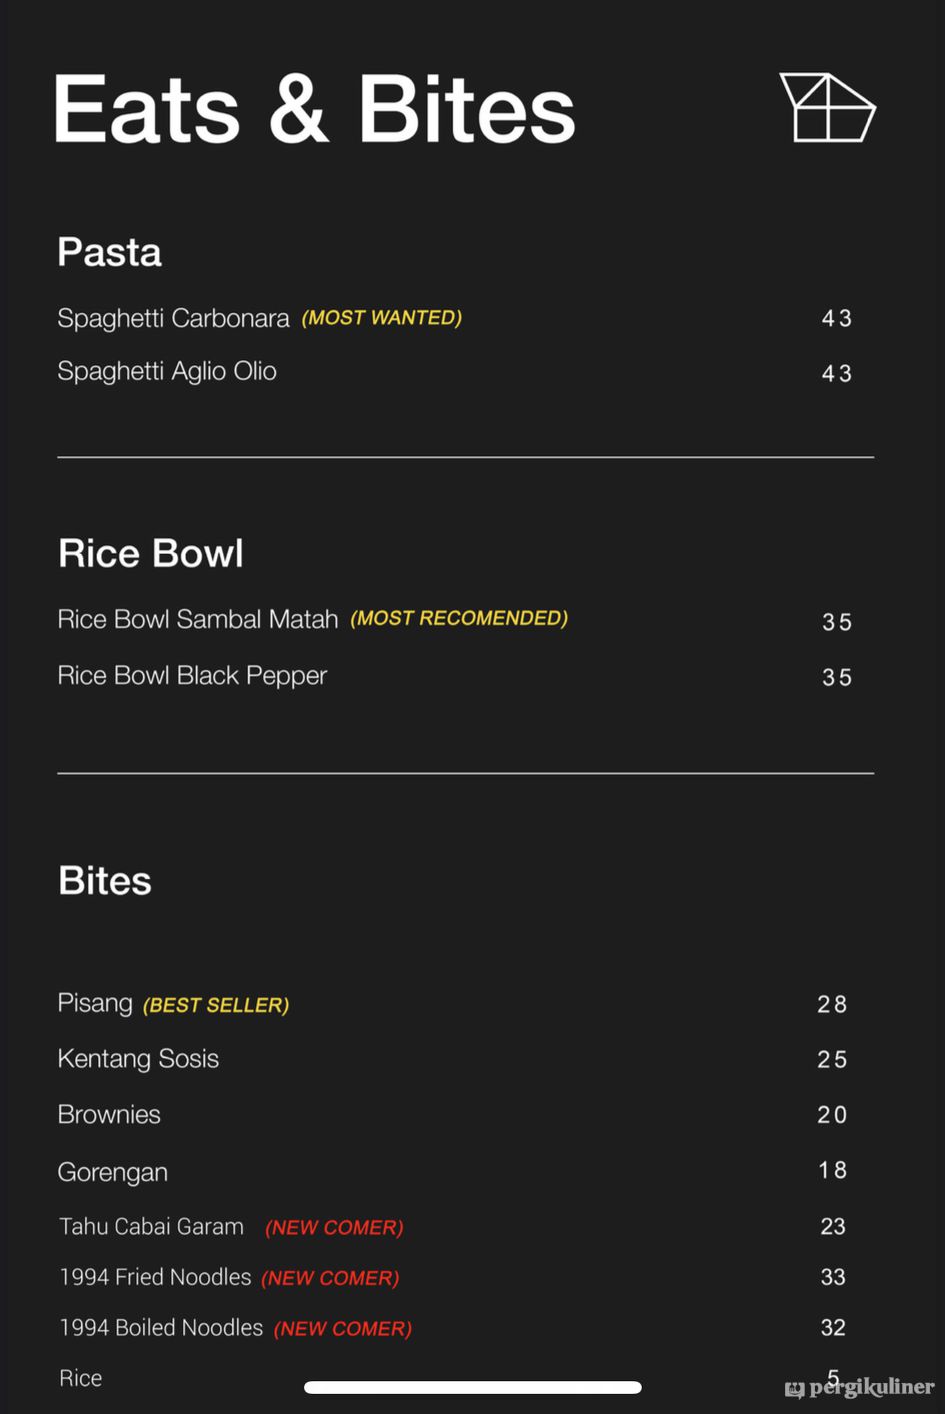 Eats & Bites
Pasta
Spaghetti Carbonara (MOST WANTED) 43
Spaghetti Aglio Olio 43
Rice Bowl
Rice Bowl Sambal Matah (MOST RECOMENDED) 35
Rice Bowl Black Pepper 35
Bites
Pisang (BEST SELLER) 28
Kentang Sosis 25
Brownies 20
Gorengan 18
Tahu Cabai Garam (NEW COMER) 23
1994 Fried Noodles (NEW COMER) 33
1994 Boiled Noodles (NEW COMER) 32
Rice 5
pergikuliner